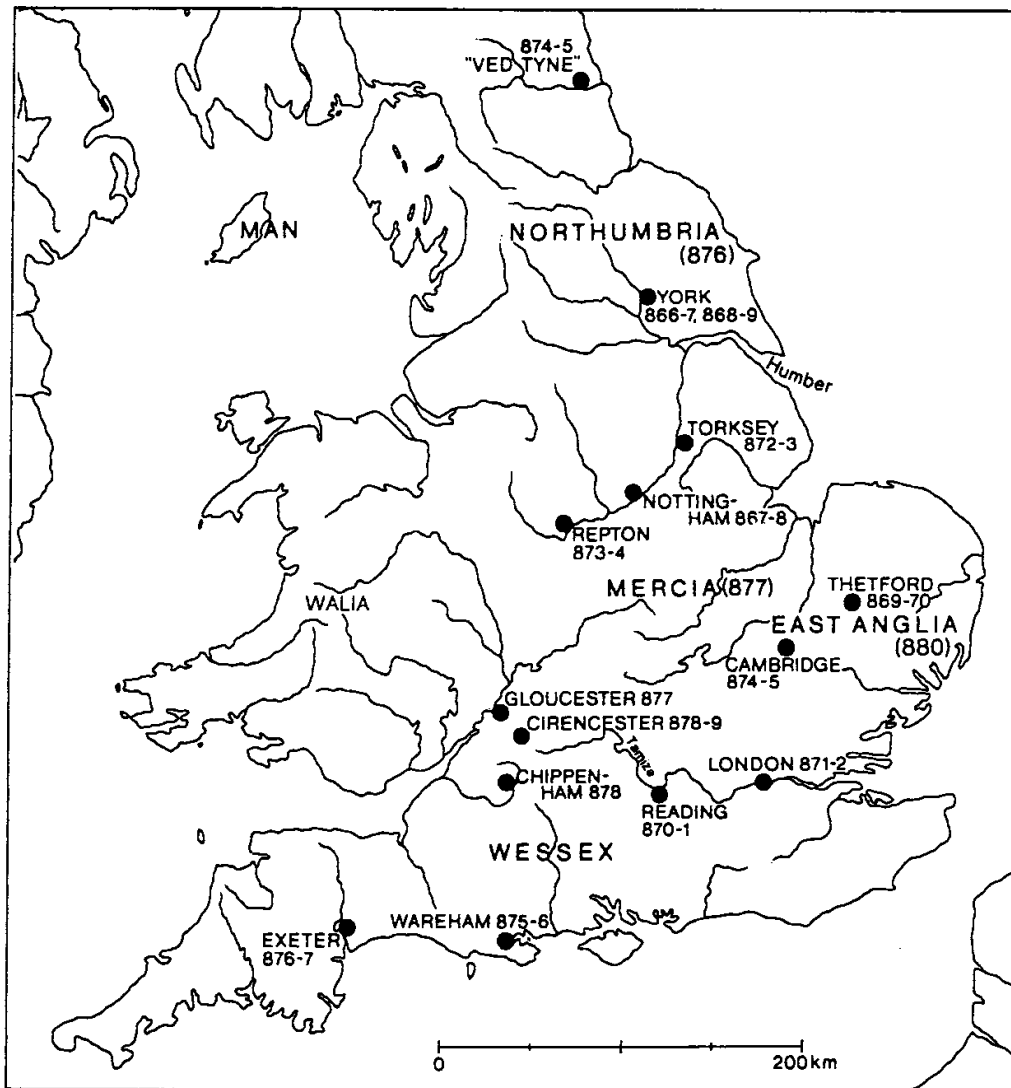 874-5
"VED TYNE"
MAN
NORTHUMBRIA
(876)
YORK
866-7, 868-9
Humber
TORKSEY
872-3
NOTTING-
HAM 867-8
REPTON
873-4
MERCIA (877)
THETFORD
869-70
WALIA
EAST ANGLIA
(880)
CAMBRIDGE
874-5
GLOUCESTER 877
CIRENCESTER 878-9
Tamiza
LONDON 871-2
CHIPPEN-
HAM 878
READING
870-1
WESSEX
WAREHAM 875-6
EXETER
876-7
0 200km